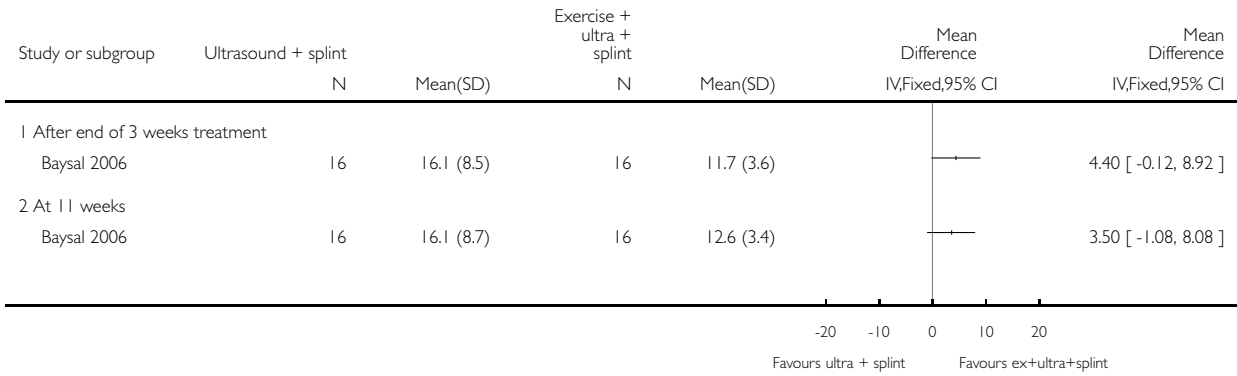 Exercise +
ultra +
splint
Study or subgroup Ultrasound + splint Mean Difference Mean Difference
N Mean(SD) N Mean(SD) IV,Fixed,95% CI IV,Fixed,95% CI
1 After end of 3 weeks treatment
Baysal 2006 16 16.1 (8.5) 16 11.7 (3.6) 4.40 [ -0.12, 8.92 ]
2 At 11 weeks
Baysal 2006 16 16.1 (8.7) 16 12.6 (3.4) 3.50 [ -1.08, 8.08 ]
-20 -10 0 10 20
Favours ultra + splint Favours ex+ultra+splint